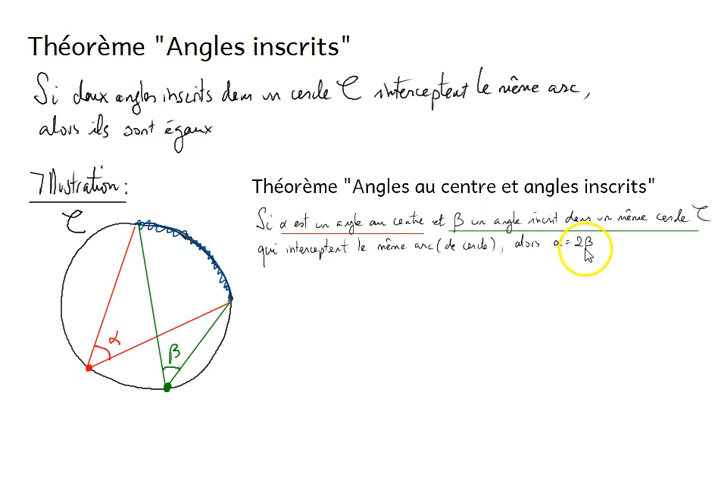 Théorème "Angles inscrits"
Si deux angles inscrits dans un cercle C interceptent le même arc,
alors ils sont égaux
Illustration :
C
α
β
Théorème "Angles au centre et angles inscrits"
Si α est un angle au centre et β un angle inscrit dans un même cercle C
qui interceptent le même arc (de cercle), alors α = 2β